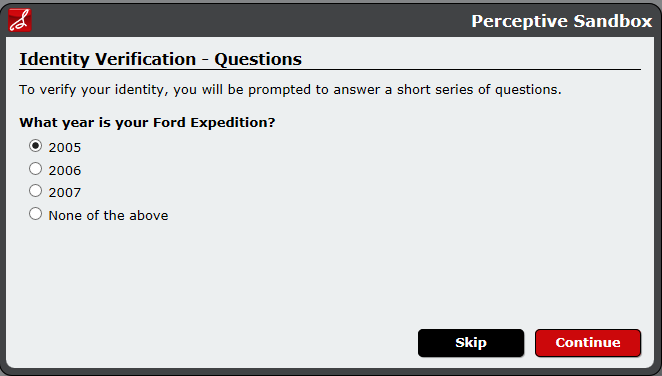 Perceptive Sandbox
Identity Verification - Questions
To verify your identity, you will be prompted to answer a short series of questions.
What year is your Ford Expedition?
2005
2006
2007
None of the above
Skip
Continue